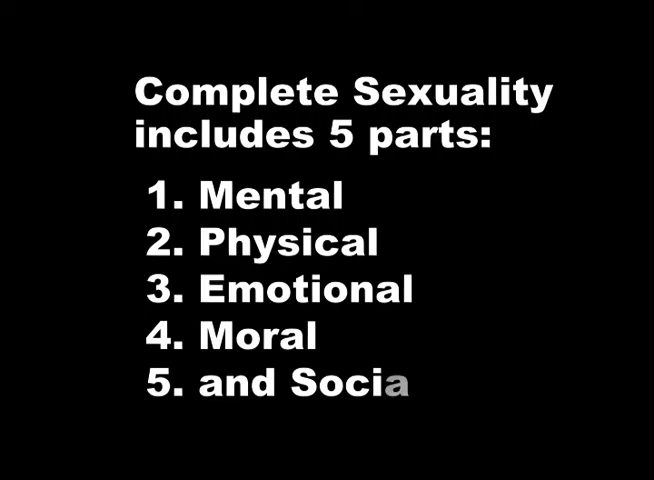 Complete Sexuality
includes 5 parts:
1. Mental
2. Physical
3. Emotional
4. Moral
5. and Socia